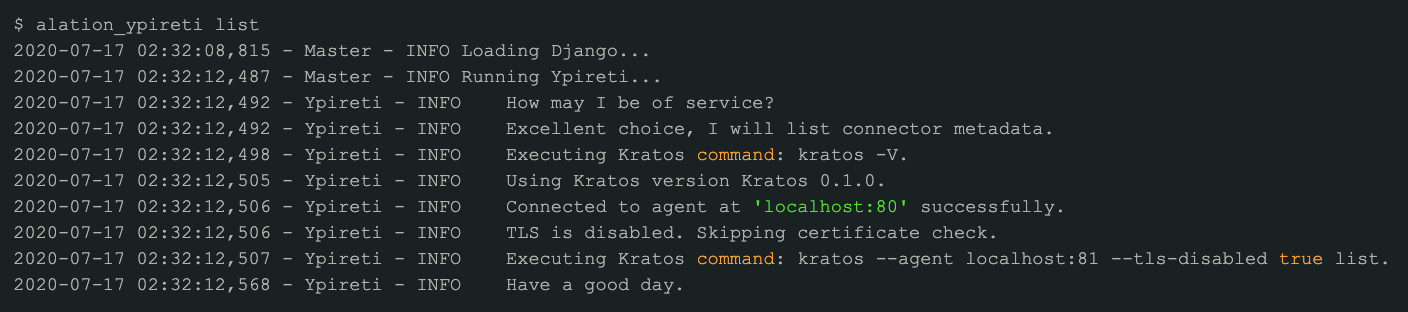 $ alation_ypireti list
2020-07-17 02:32:08,815 - Master - INFO Loading Django...
2020-07-17 02:32:12,487 - Master - INFO Running Ypireti...
2020-07-17 02:32:12,492 - Ypireti - INFO    How may I be of service?
2020-07-17 02:32:12,492 - Ypireti - INFO    Excellent choice, I will list connector metadata.
2020-07-17 02:32:12,498 - Ypireti - INFO    Executing Kratos command: kratos -V.
2020-07-17 02:32:12,505 - Ypireti - INFO    Using Kratos version Kratos 0.1.0.
2020-07-17 02:32:12,506 - Ypireti - INFO    Connected to agent at 'localhost:80' successfully.
2020-07-17 02:32:12,506 - Ypireti - INFO    TLS is disabled. Skipping certificate check.
2020-07-17 02:32:12,507 - Ypireti - INFO    Executing Kratos command: kratos --agent localhost:81 --tls-disabled true list.
2020-07-17 02:32:12,568 - Ypireti - INFO    Have a good day.